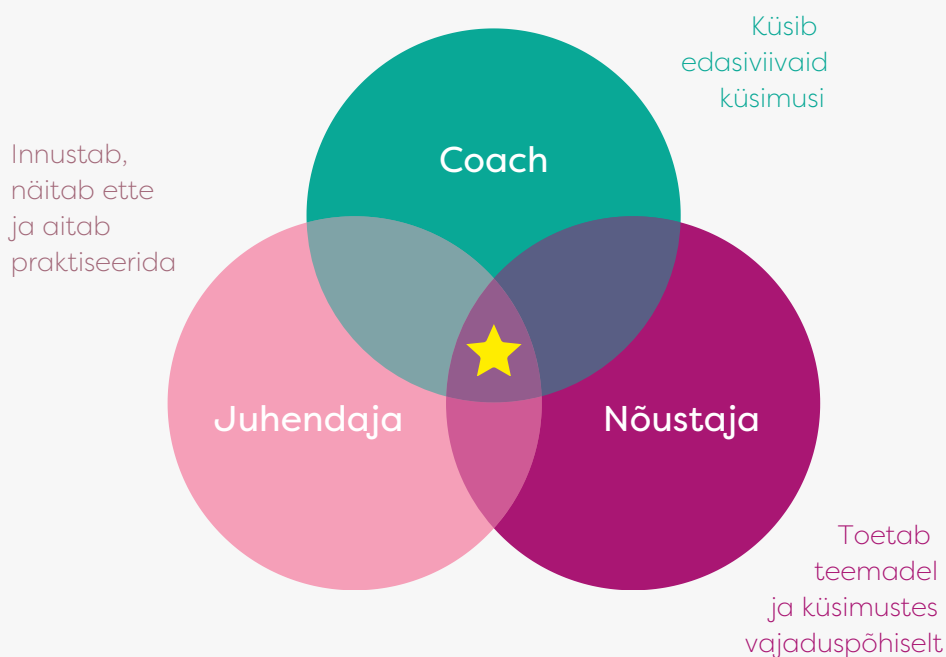 Küsib
edasiviivaid
küsimusi
Coach
Innustab,
näitab ette
ja aitab
praktiseerida
Juhendaja
Nõustaja
Toetab
teemadel
ja küsimustes
vajaduspõhiselt